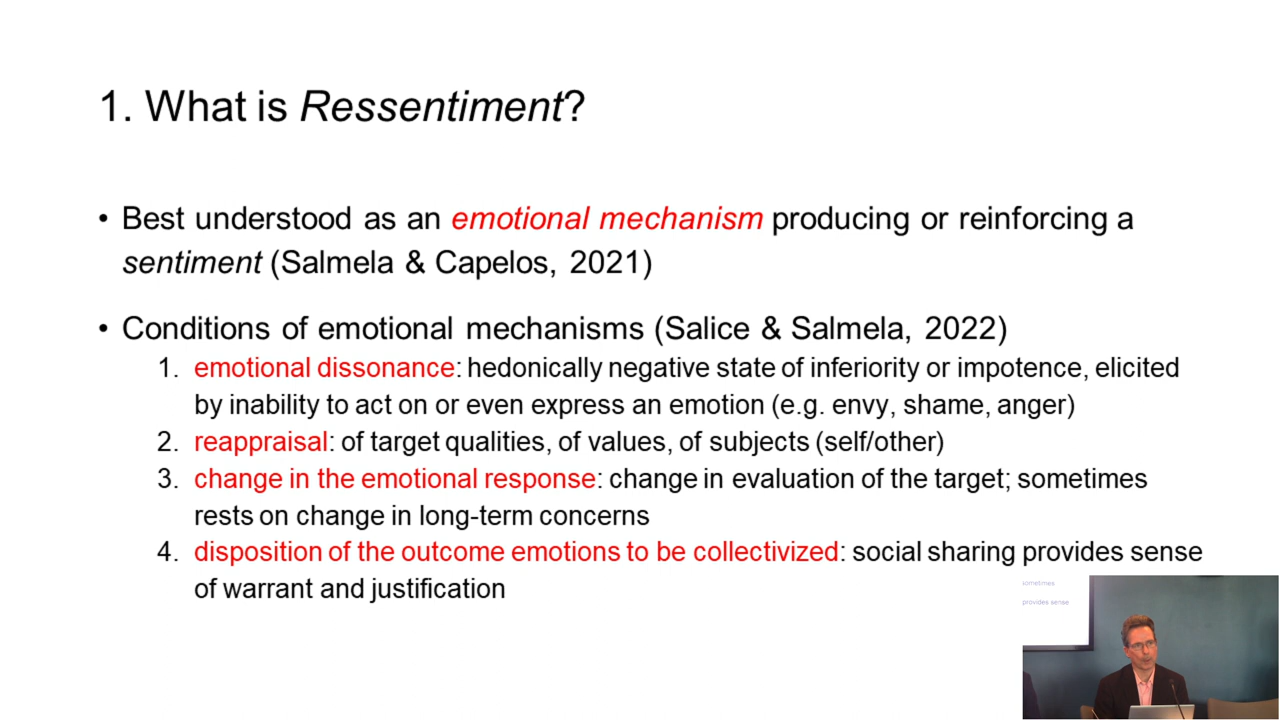 1. What is Ressentiment?
• Best understood as an emotional mechanism producing or reinforcing a
sentiment (Salmela & Capelos, 2021)
• Conditions of emotional mechanisms (Salice & Salmela, 2022)
1. emotional dissonance: hedonically negative state of inferiority or impotence, elicited
by inability to act on or even express an emotion (e.g. envy, shame, anger)
2. reappraisal: of target qualities, of values, of subjects (self/other)
3. change in the emotional response: change in evaluation of the target; sometimes
rests on change in long-term concerns
4. disposition of the outcome emotions to be collectivized: social sharing provides sense
of warrant and justification
sometimes
provides sense